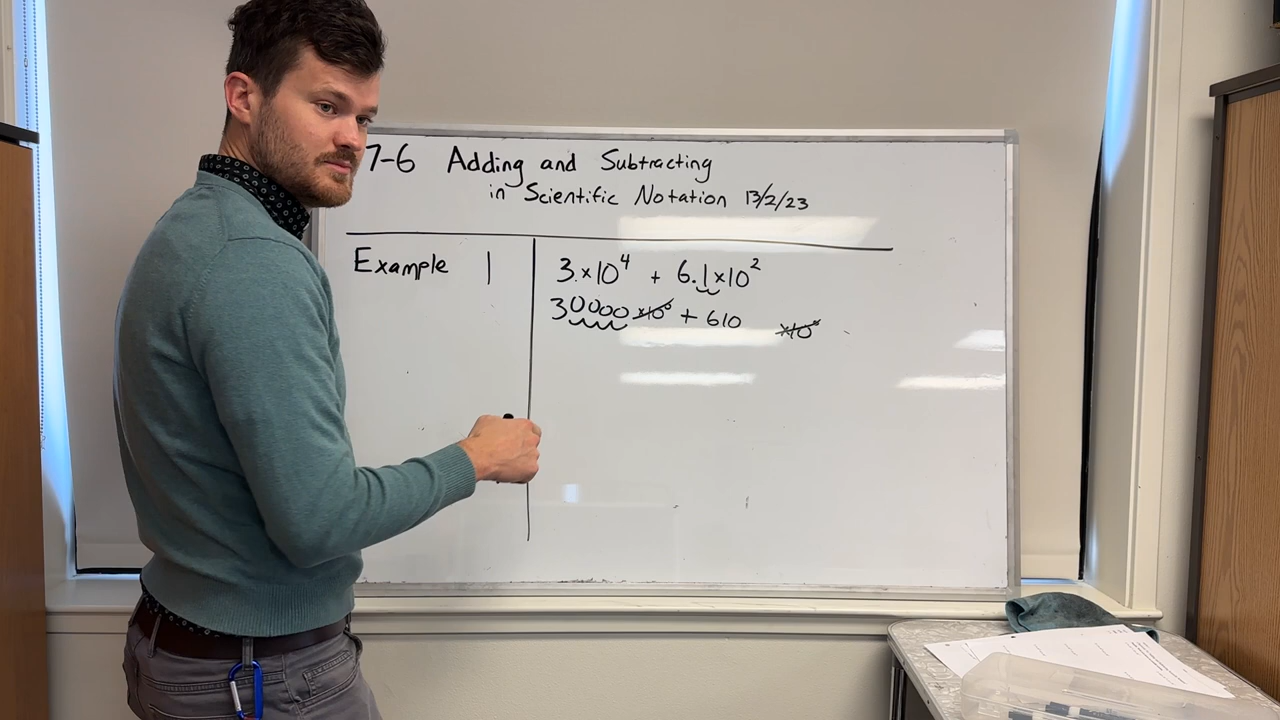 7-6 Adding and Subtracting
in Scientific Notation 13/2/23
Example 1
3.×10⁴ + 6.1×10²
30000 ×10⁰ + 610 ×10⁰